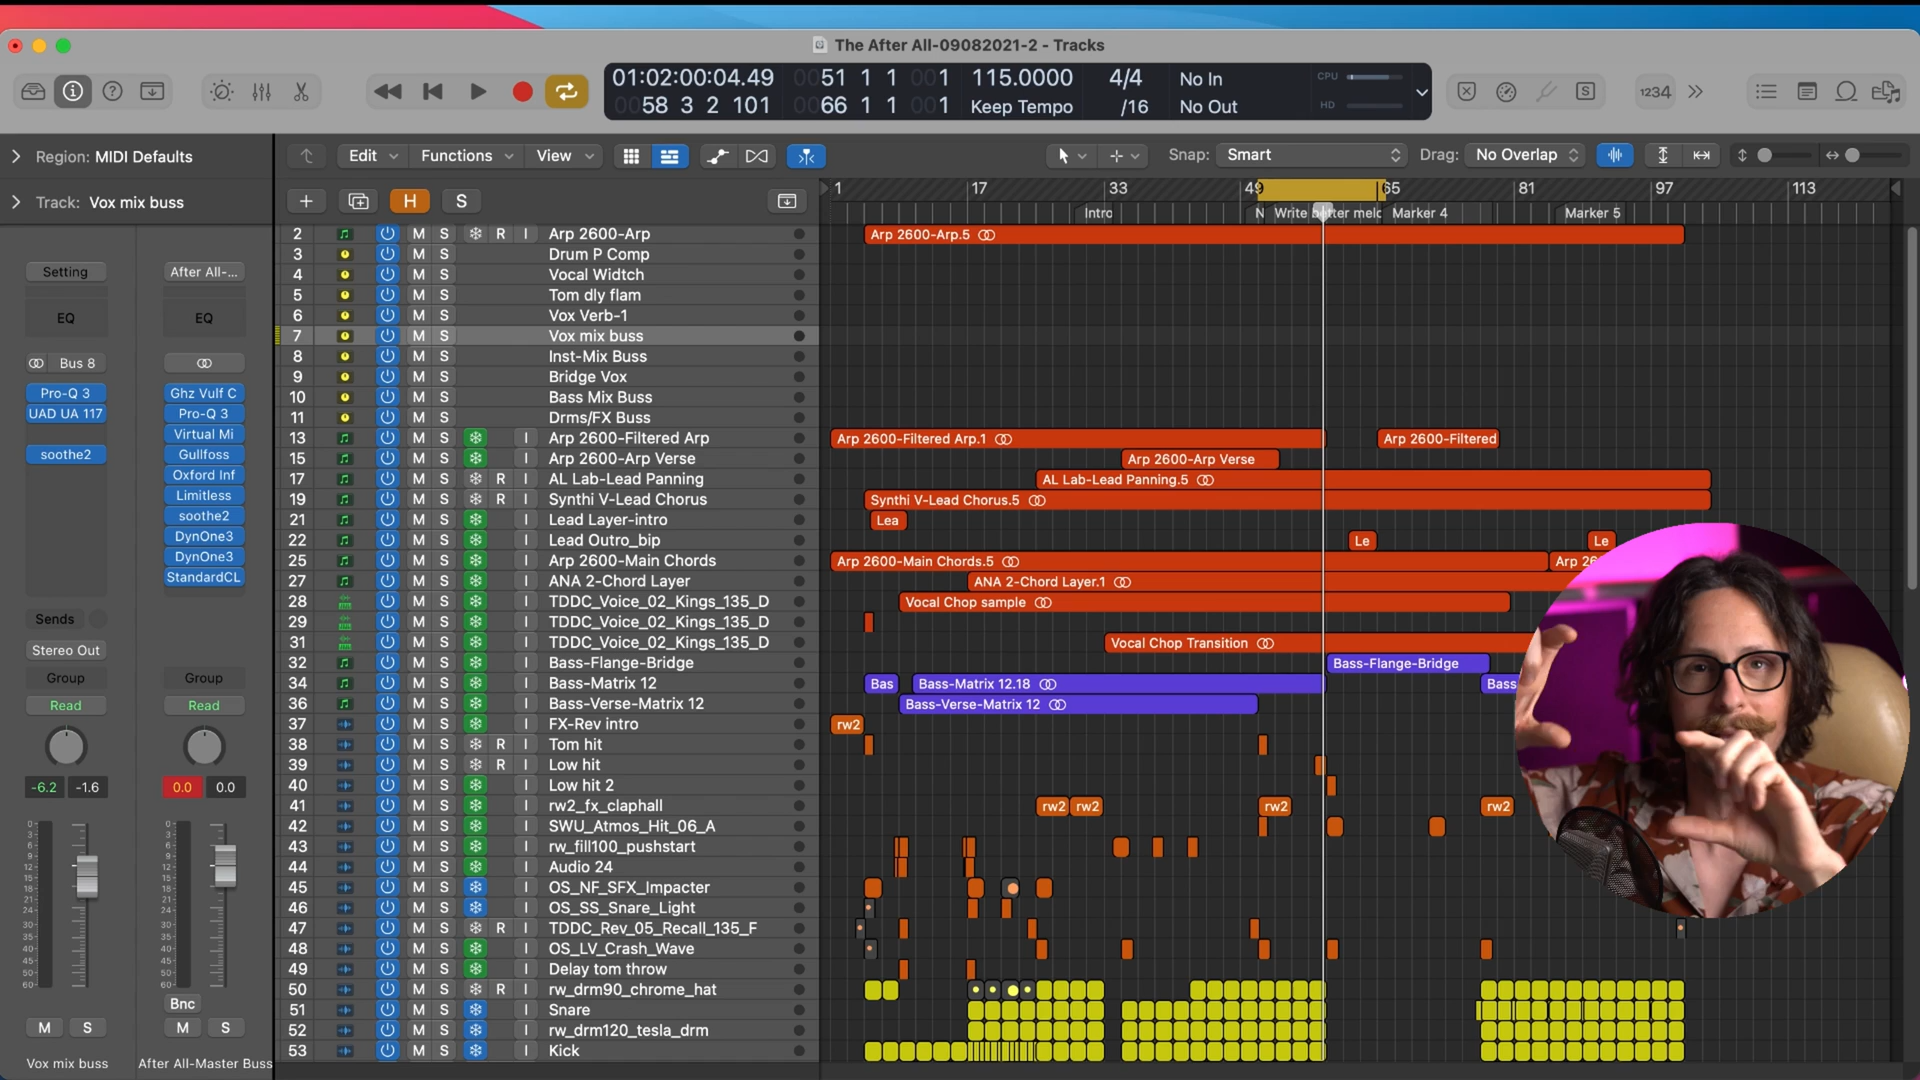 The After All-09082021-2 - Tracks
01:02:00:04.49 0051 1 1 001 115.0000 4/4 No In CPU
0058 3 2 101 0066 1 1 001 Keep Tempo /16 No Out HD
1234
Region: MIDI Defaults
Edit Functions View Snap: Smart Drag: No Overlap
Track: Vox mix buss
H S
1 17 33 49 65 81 97 113
Intro N Write better melc Marker 4 Marker 5
Setting After All-...
EQ EQ
Bus 8
Pro-Q 3 Ghz Vulf C
UAD UA 117 Pro-Q 3
Virtual Mi
soothe2 Gullfoss
Oxford Inf
Limitless
soothe2
DynOne3
DynOne3
StandardCL
Sends
Stereo Out
Group Group
Read Read
-6.2 -1.6 0.0 0.0
Bnc
M S M S
Vox mix buss After All-Master Buss
2 M S R I Arp 2600-Arp Arp 2600-Arp.5
3 M S Drum P Comp
4 M S Vocal Widtch
5 M S Tom dly flam
6 M S Vox Verb-1
7 M S Vox mix buss
8 M S Inst-Mix Buss
9 M S Bridge Vox
10 M S Bass Mix Buss
11 M S Drms/FX Buss
13 M S I Arp 2600-Filtered Arp Arp 2600-Filtered Arp.1 Arp 2600-Filtered
15 M S I Arp 2600-Arp Verse Arp 2600-Arp Verse
17 M S R I AL Lab-Lead Panning AL Lab-Lead Panning.5
19 M S R I Synthi V-Lead Chorus Synthi V-Lead Chorus.5
21 M S I Lead Layer-intro Lea
22 M S I Lead Outro_bip Le Le
25 M S I Arp 2600-Main Chords Arp 2600-Main Chords.5 Arp 26
27 M S I ANA 2-Chord Layer ANA 2-Chord Layer.1
28 M S I TDDC_Voice_02_Kings_135_D Vocal Chop sample
29 M S I TDDC_Voice_02_Kings_135_D
31 M S I TDDC_Voice_02_Kings_135_D Vocal Chop Transition
32 M S I Bass-Flange-Bridge Bass-Flange-Bridge
34 M S I Bass-Matrix 12 Bas Bass-Matrix 12.18 Bass
36 M S I Bass-Verse-Matrix 12 Bass-Verse-Matrix 12
37 M S I FX-Rev intro rw2
38 M S R I Tom hit
39 M S R I Low hit
40 M S I Low hit 2
41 M S I rw2_fx_claphall rw2 rw2 rw2 rw2
42 M S I SWU_Atmos_Hit_06_A
43 M S I rw_fill100_pushstart
44 M S I Audio 24
45 M S I OS_NF_SFX_Impacter
46 M S I OS_SS_Snare_Light
47 M S R I TDDC_Rev_05_Recall_135_F
48 M S I OS_LV_Crash_Wave
49 M S I Delay tom throw
50 M S R I rw_drm90_chrome_hat
51 M S I Snare
52 M S I rw_drm120_tesla_drm
53 M S I Kick